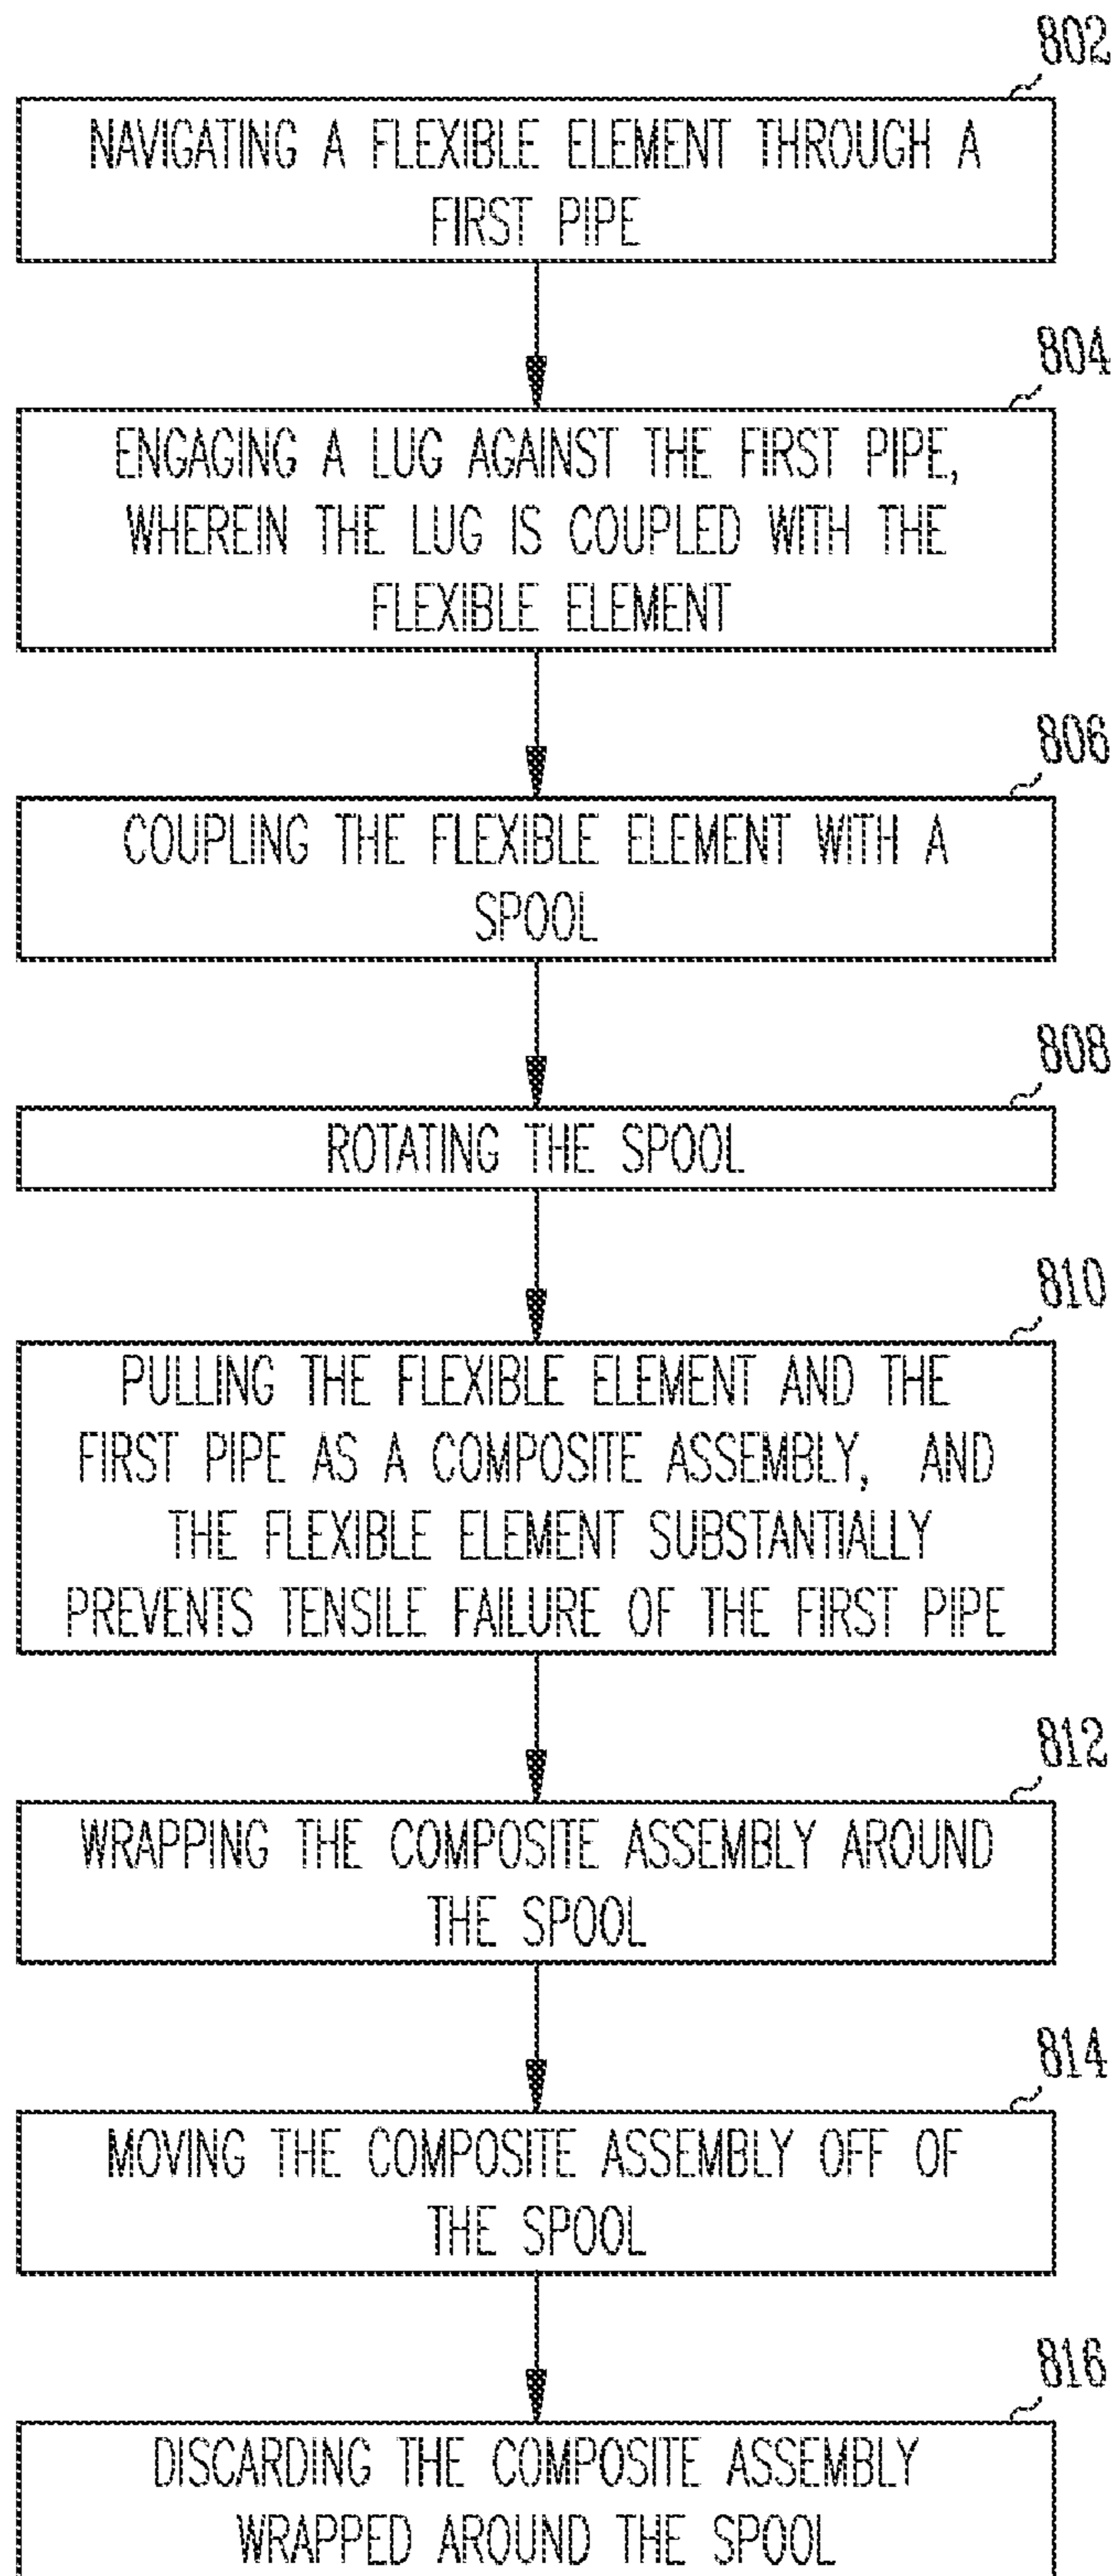 802
NAVIGATING A FLEXIBLE ELEMENT THROUGH A
FIRST PIPE
804
ENGAGING A LUG AGAINST THE FIRST PIPE,
WHEREIN THE LUG IS COUPLED WITH THE
FLEXIBLE ELEMENT
806
COUPLING THE FLEXIBLE ELEMENT WITH A
SPOOL
808
ROTATING THE SPOOL
810
PULLING THE FLEXIBLE ELEMENT AND THE
FIRST PIPE AS A COMPOSITE ASSEMBLY, AND
THE FLEXIBLE ELEMENT SUBSTANTIALLY
PREVENTS TENSILE FAILURE OF THE FIRST PIPE
812
WRAPPING THE COMPOSITE ASSEMBLY AROUND
THE SPOOL
814
MOVING THE COMPOSITE ASSEMBLY OFF OF
THE SPOOL
816
DISCARDING THE COMPOSITE ASSEMBLY
WRAPPED AROUND THE SPOOL